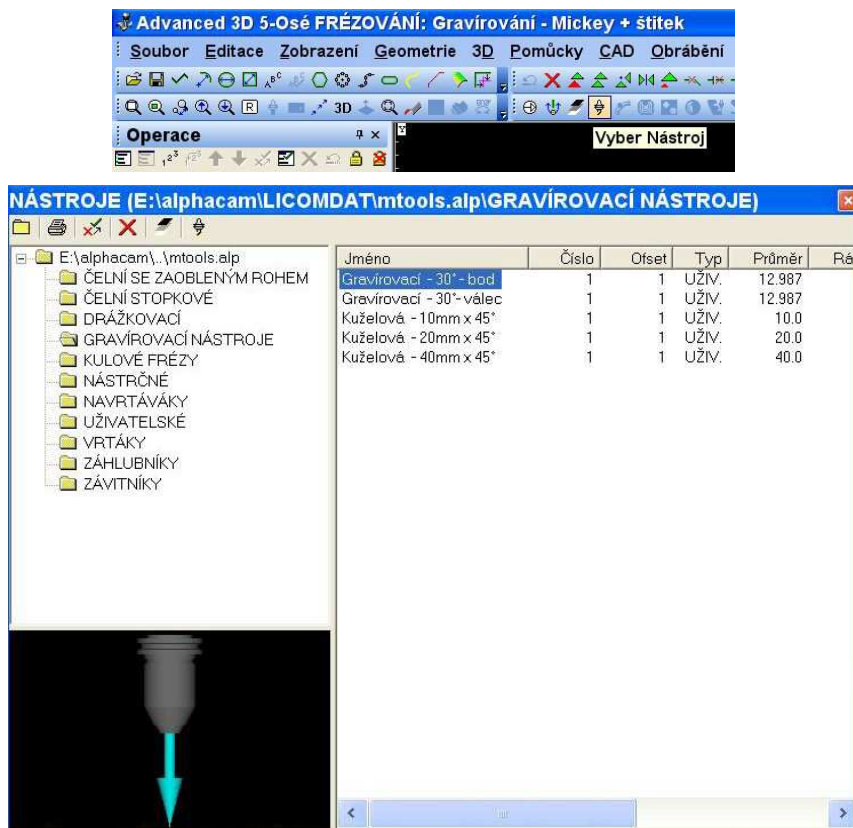 Advanced 3D 5-Osé FRÉZOVÁNÍ: Gravírování - Mickey + štitek
Soubor Editace Zobrazení Geometrie 3D Pomůcky CAD Obrábění
ABC
R 3D
Operace
Vyber Nástroj
NÁSTROJE (E:\alphacam\LICOMDAT\mtools.alp\GRAVÍROVACÍ NÁSTROJE)
E:\alphacam\..\mtools.alp
ČELNÍ SE ZAOBLENÝM ROHEM
ČELNÍ STOPKOVÉ
DRÁŽKOVACÍ
GRAVÍROVACÍ NÁSTROJE
KULOVÉ FRÉZY
NÁSTRČNÉ
NAVRTÁVÁKY
UŽIVATELSKÉ
VRTÁKY
ZÁHLUBNÍKY
ZÁVITNÍKY
Jméno Číslo Ofset Typ Průměr Rá
Gravírovací - 30°- bod 1 1 UŽIV. 12.987
Gravírovací - 30°- válec 1 1 UŽIV. 12.987
Kuželová - 10mm x 45° 1 1 UŽIV. 10.0
Kuželová - 20mm x 45° 1 1 UŽIV. 20.0
Kuželová - 40mm x 45° 1 1 UŽIV. 40.0